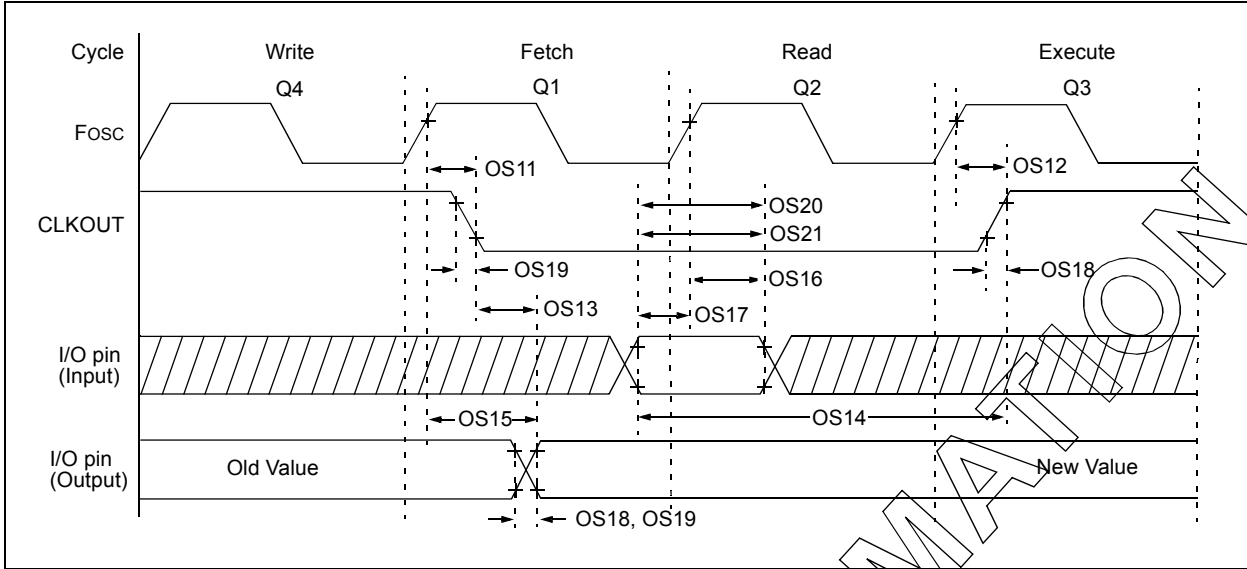 Cycle Write Fetch Read Execute
Q4 Q1 Q2 Q3
FOSC
OS11 OS12
CLKOUT
OS20
OS21
OS19 OS16 OS18
OS13 OS17
I/O pin
(Input)
OS15 OS14
I/O pin
(Output)
Old Value New Value
OS18, OS19
MATION